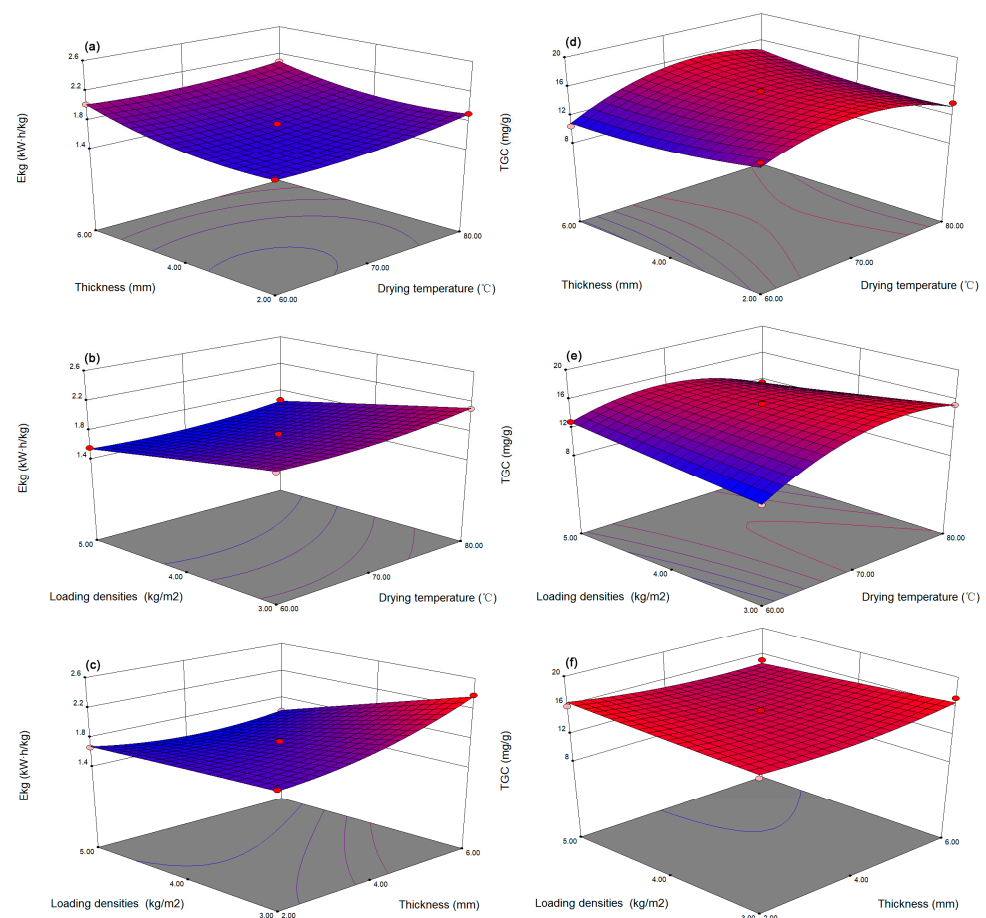 (a)
2.6
2.2
1.8
1.4
Ekg (kW·h/kg)
6.00
4.00
2.00
60.00
70.00
80.00
Thickness (mm)
Drying temperature (℃)
(d)
20
16
12
8
TGC (mg/g)
6.00
4.00
2.00
60.00
70.00
80.00
Thickness (mm)
Drying temperature (℃)
(b)
2.6
2.2
1.8
1.4
Ekg (kW·h/kg)
5.00
4.00
3.00
60.00
70.00
80.00
Loading densities (kg/m2)
Drying temperature (℃)
(e)
20
16
12
8
TGC (mg/g)
5.00
4.00
3.00
60.00
70.00
80.00
Loading densities (kg/m2)
Drying temperature (℃)
(c)
2.6
2.2
1.8
1.4
Ekg (kW·h/kg)
5.00
4.00
3.00
2.00
4.00
6.00
Loading densities (kg/m2)
Thickness (mm)
(f)
20
16
12
8
TGC (mg/g)
5.00
4.00
3.00
2.00
4.00
6.00
Loading densities (kg/m2)
Thickness (mm)